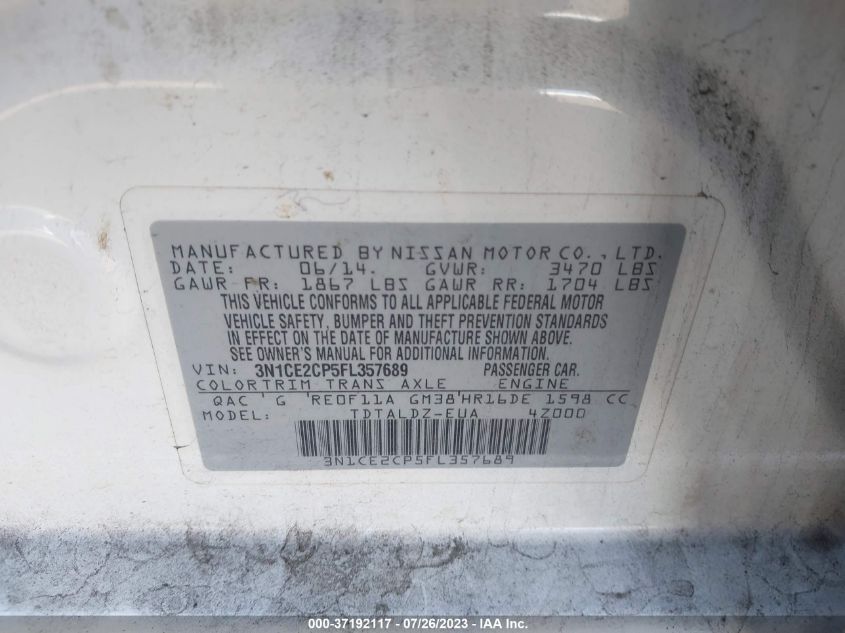 MANUFACTURED BY NISSAN MOTOR CO., LTD.
DATE: 06/14. GVWR: 3470 LBS
GAWR FR: 1867 LBS GAWR RR: 1704 LBS
THIS VEHICLE CONFORMS TO ALL APPLICABLE FEDERAL MOTOR
VEHICLE SAFETY, BUMPER AND THEFT PREVENTION STANDARDS
IN EFFECT ON THE DATE OF MANUFACTURE SHOWN ABOVE.
SEE OWNER'S MANUAL FOR ADDITIONAL INFORMATION.
VIN: 3N1CE2CP5FL357689 PASSENGER CAR.
COLOR TRIM TRANS AXLE ENGINE
QAC 'G 'RE0F11A GM38'HR16DE 1598 CC
MODEL: TDTALDZ-EUA 4Z000
3N1CE2CP5FL357689
000-37192117 - 07/26/2023 - IAA Inc.